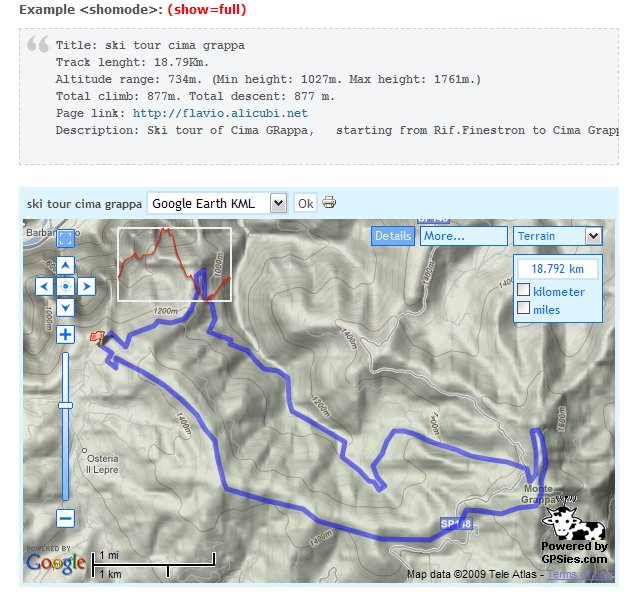 Example <shomode>: (show=full)
Title: ski tour cima grappa
Track lenght: 18.79Km.
Altitude range: 734m. (Min height: 1027m. Max height: 1761m.)
Total climb: 877m. Total descent: 877 m.
Page link: http://flavio.alicubi.net
Description: Ski tour of Cima GRappa, starting from Rif.Finestron to Cima Grapp
ski tour cima grappa Google Earth KML Ok
SP148
Details More... Terrain
18.792 km
kilometer
miles
1000m
1200m
1400m
1400m
1200m
1400m
1600m
Osteria
Il Lepre
Monte
Grappa
SP148
Powered by
GPSies.com
POWERED BY
Google
1 mi
1 km
Map data ©2009 Tele Atlas - Terms of Use